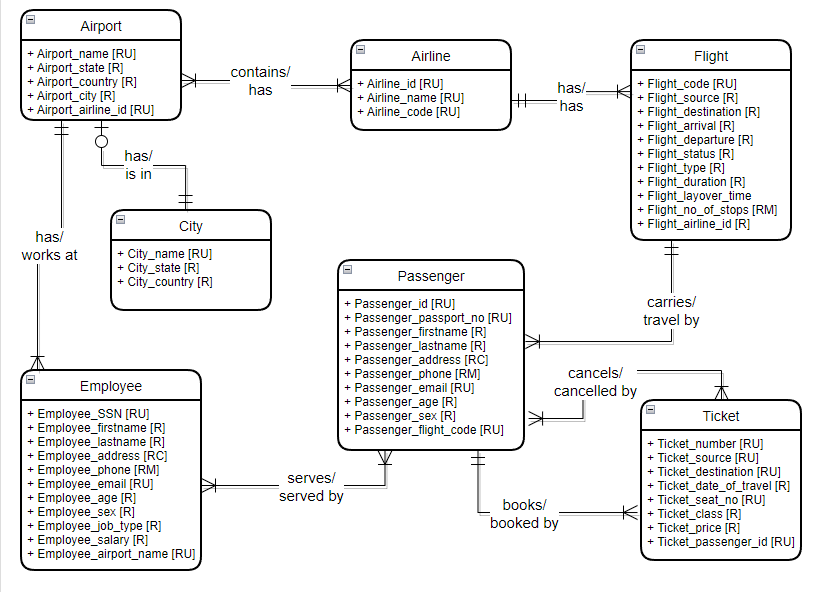 Airport
+ Airport_name [RU]
+ Airport_state [R]
+ Airport_country [R]
+ Airport_city [R]
+ Airport_airline_id [RU]
contains/
has
Airline
+ Airline_id [RU]
+ Airline_name [RU]
+ Airline_code [RU]
has/
has
Flight
+ Flight_code [RU]
+ Flight_source [R]
+ Flight_destination [R]
+ Flight_arrival [R]
+ Flight_departure [R]
+ Flight_status [R]
+ Flight_type [R]
+ Flight_duration [R]
+ Flight_layover_time
+ Flight_no_of_stops [RM]
+ Flight_airline_id [R]
has/
is in
City
+ City_name [RU]
+ City_state [R]
+ City_country [R]
has/
works at
Passenger
+ Passenger_id [RU]
+ Passenger_passport_no [RU]
+ Passenger_firstname [R]
+ Passenger_lastname [R]
+ Passenger_address [RC]
+ Passenger_phone [RM]
+ Passenger_email [RU]
+ Passenger_age [R]
+ Passenger_sex [R]
+ Passenger_flight_code [RU]
carries/
travel by
cancels/
cancelled by
Employee
+ Employee_SSN [RU]
+ Employee_firstname [R]
+ Employee_lastname [R]
+ Employee_address [RC]
+ Employee_phone [RM]
+ Employee_email [RU]
+ Employee_age [R]
+ Employee_sex [R]
+ Employee_job_type [R]
+ Employee_salary [R]
+ Employee_airport_name [RU]
serves/
served by
books/
booked by
Ticket
+ Ticket_number [RU]
+ Ticket_source [RU]
+ Ticket_destination [RU]
+ Ticket_date_of_travel [R]
+ Ticket_seat_no [RU]
+ Ticket_class [R]
+ Ticket_price [R]
+ Ticket_passenger_id [RU]